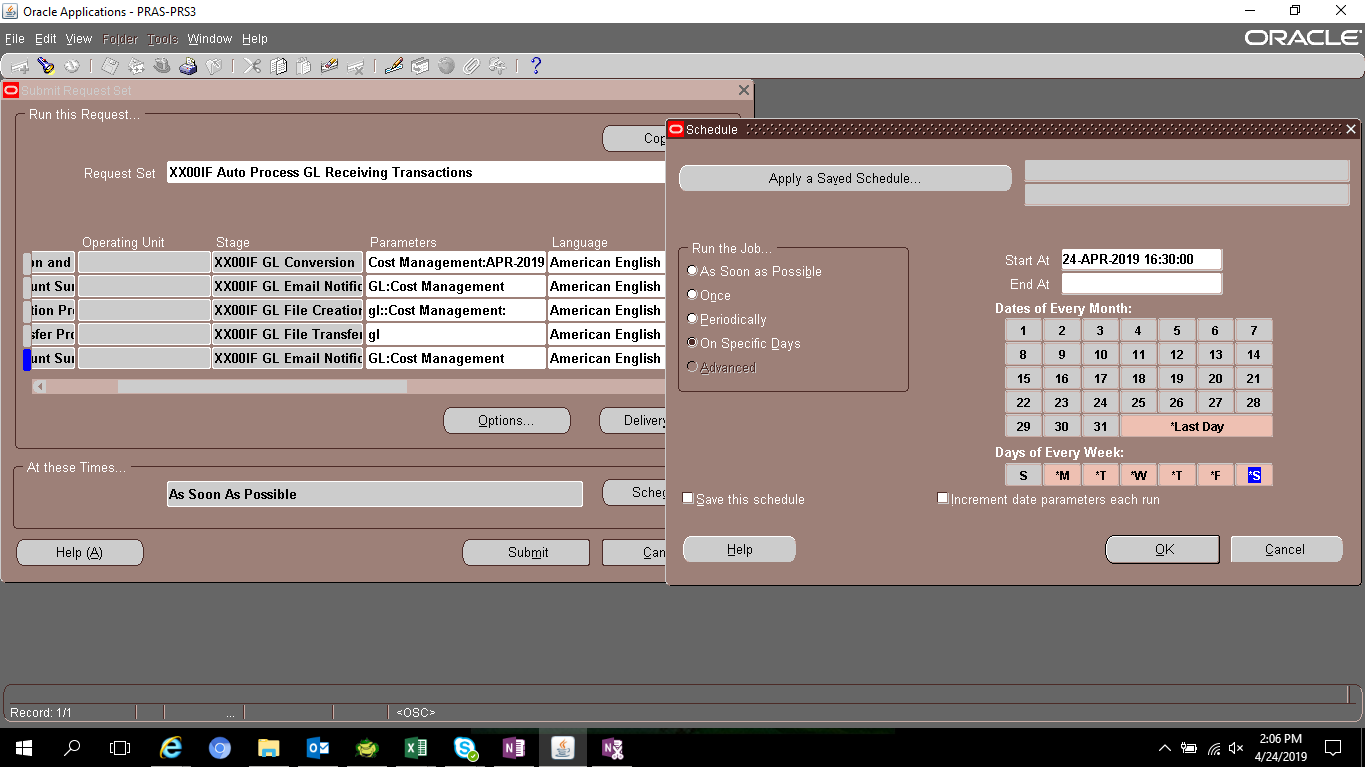 Oracle Applications - PRAS-PRS3
File Edit View Folder Tools Window Help
ORACLE
Submit Request Set
Run this Request...
Cop
Request Set XX00IF Auto Process GL Receiving Transactions
Operating Unit Stage Parameters Language
on and XX00IF GL Conversion Cost Management:APR-2019 American English
unt Sur XX00IF GL Email Notific GL:Cost Management American English
tion Pro XX00IF GL File Creation gl::Cost Management: American English
sfer Pro XX00IF GL File Transfer gl American English
unt Sur XX00IF GL Email Notific GL:Cost Management American English
Options... Delivery
At these Times...
As Soon As Possible Sched
Help (A) Submit Can
Schedule
Apply a Saved Schedule...
Run the Job...
As Soon as Possible
Once
Periodically
On Specific Days
Advanced
Start At 24-APR-2019 16:30:00
End At
Dates of Every Month:
1 2 3 4 5 6 7
8 9 10 11 12 13 14
15 16 17 18 19 20 21
22 23 24 25 26 27 28
29 30 31 *Last Day
Days of Every Week:
S *M *T *W *T *F *S
Save this schedule Increment date parameters each run
Help OK Cancel
Record: 1/1 ... <OSC>
2:06 PM
4/24/2019